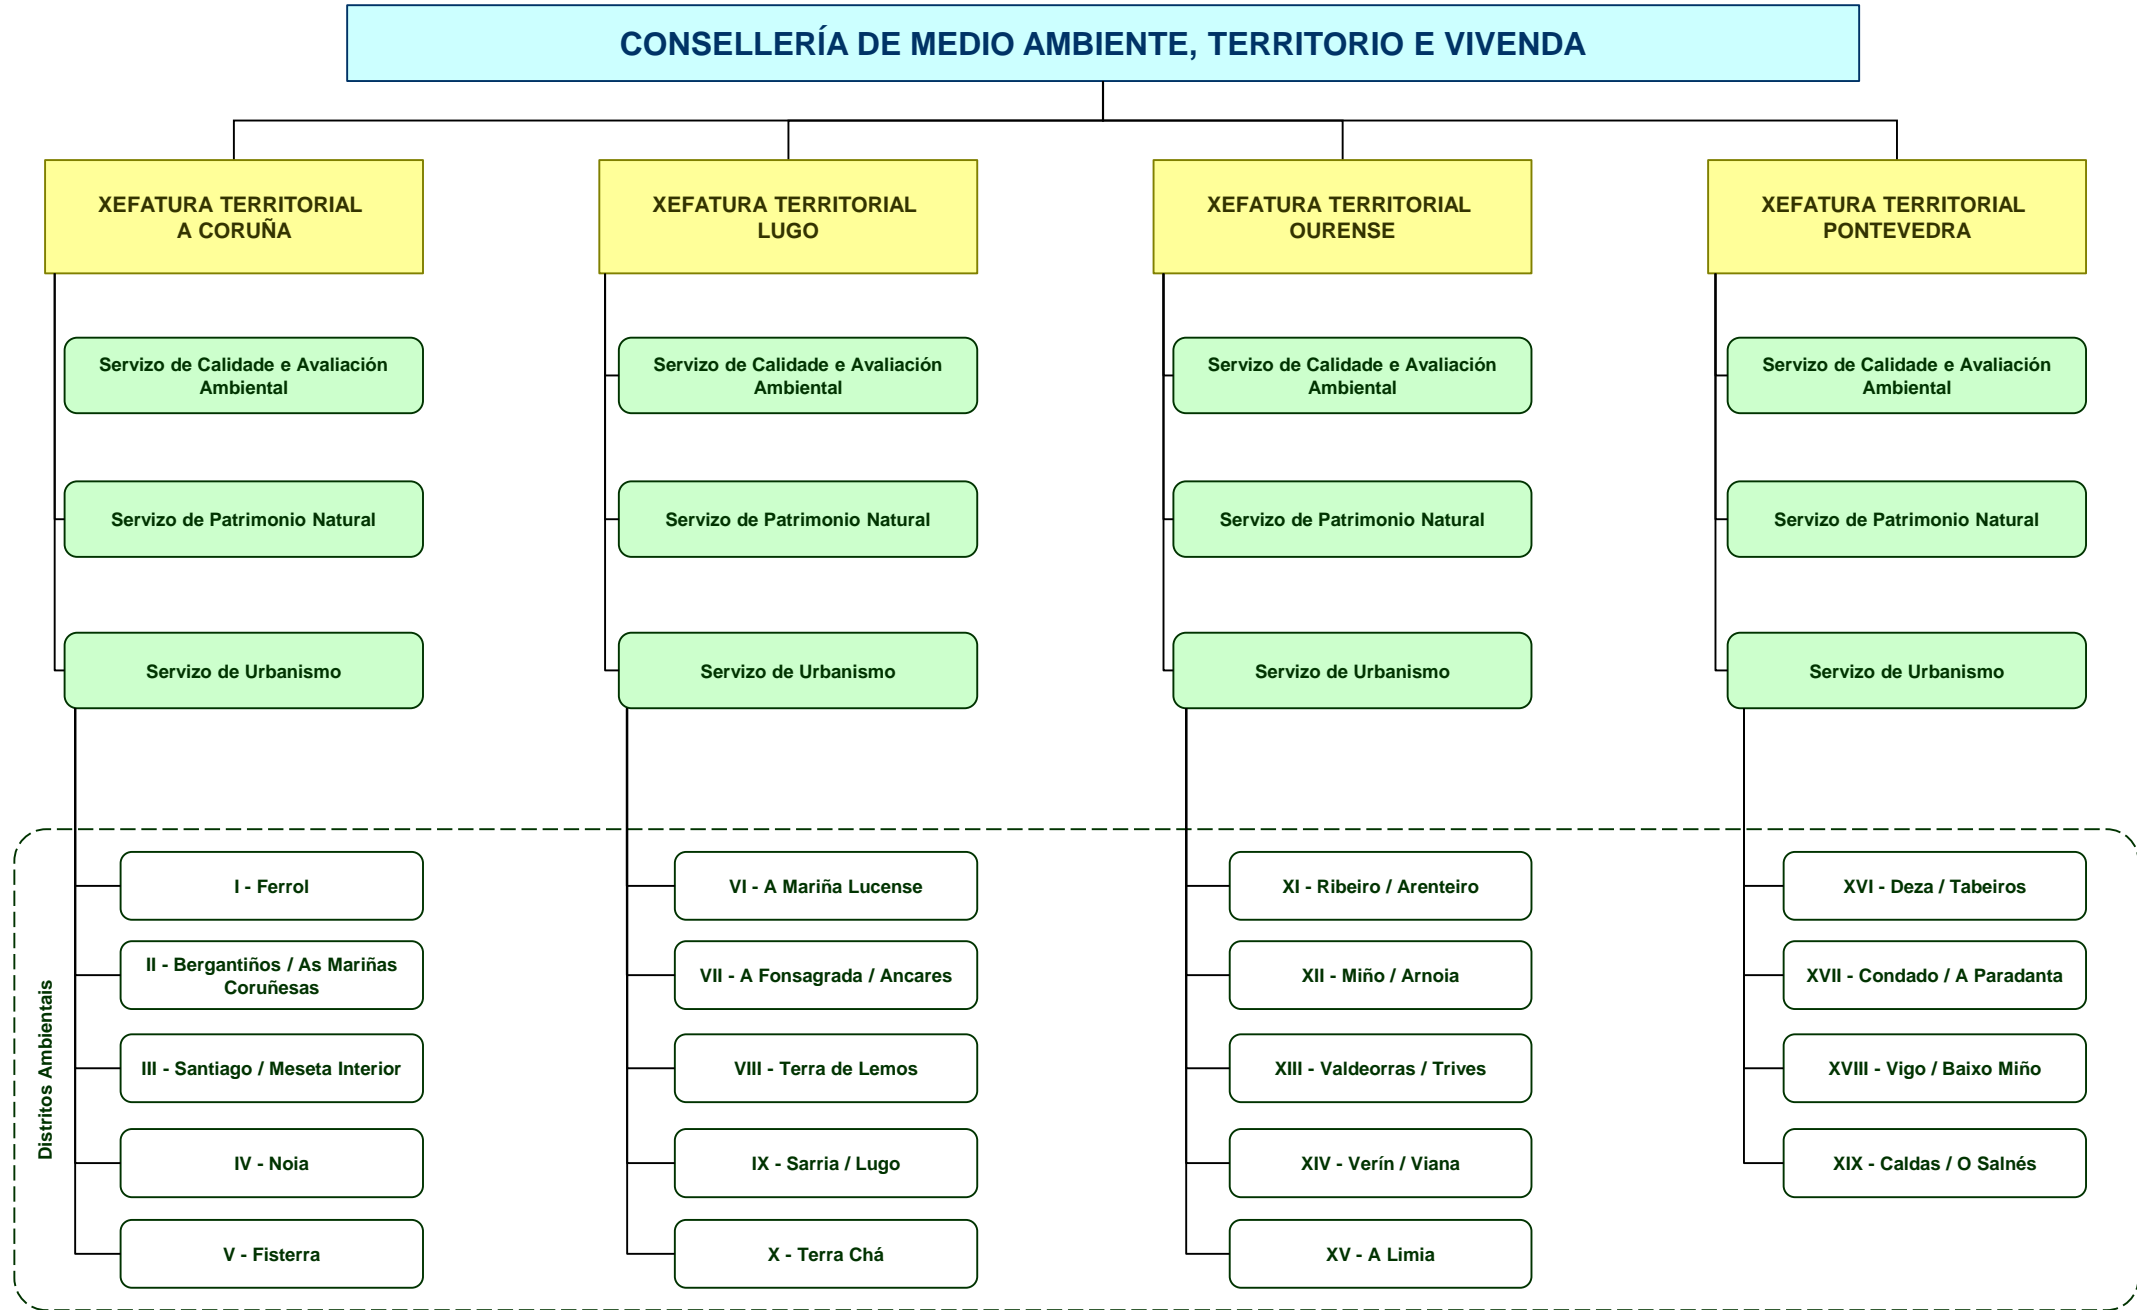 CONSELLERÍA DE MEDIO AMBIENTE, TERRITORIO E VIVENDA
XEFATURA TERRITORIAL
A CORUÑA
XEFATURA TERRITORIAL
LUGO
XEFATURA TERRITORIAL
OURENSE
XEFATURA TERRITORIAL
PONTEVEDRA
Servizo de Calidade e Avaliación
Ambiental
Servizo de Calidade e Avaliación
Ambiental
Servizo de Calidade e Avaliación
Ambiental
Servizo de Calidade e Avaliación
Ambiental
Servizo de Patrimonio Natural
Servizo de Patrimonio Natural
Servizo de Patrimonio Natural
Servizo de Patrimonio Natural
Servizo de Urbanismo
Servizo de Urbanismo
Servizo de Urbanismo
Servizo de Urbanismo
Distritos Ambientais
I - Ferrol
VI - A Mariña Lucense
XI - Ribeiro / Arenteiro
XVI - Deza / Tabeiros
II - Bergantiños / As Mariñas
Coruñesas
VII - A Fonsagrada / Ancares
XII - Miño / Arnoia
XVII - Condado / A Paradanta
III - Santiago / Meseta Interior
VIII - Terra de Lemos
XIII - Valdeorras / Trives
XVIII - Vigo / Baixo Miño
IV - Noia
IX - Sarria / Lugo
XIV - Verín / Viana
XIX - Caldas / O Salnés
V - Fisterra
X - Terra Chá
XV - A Limia